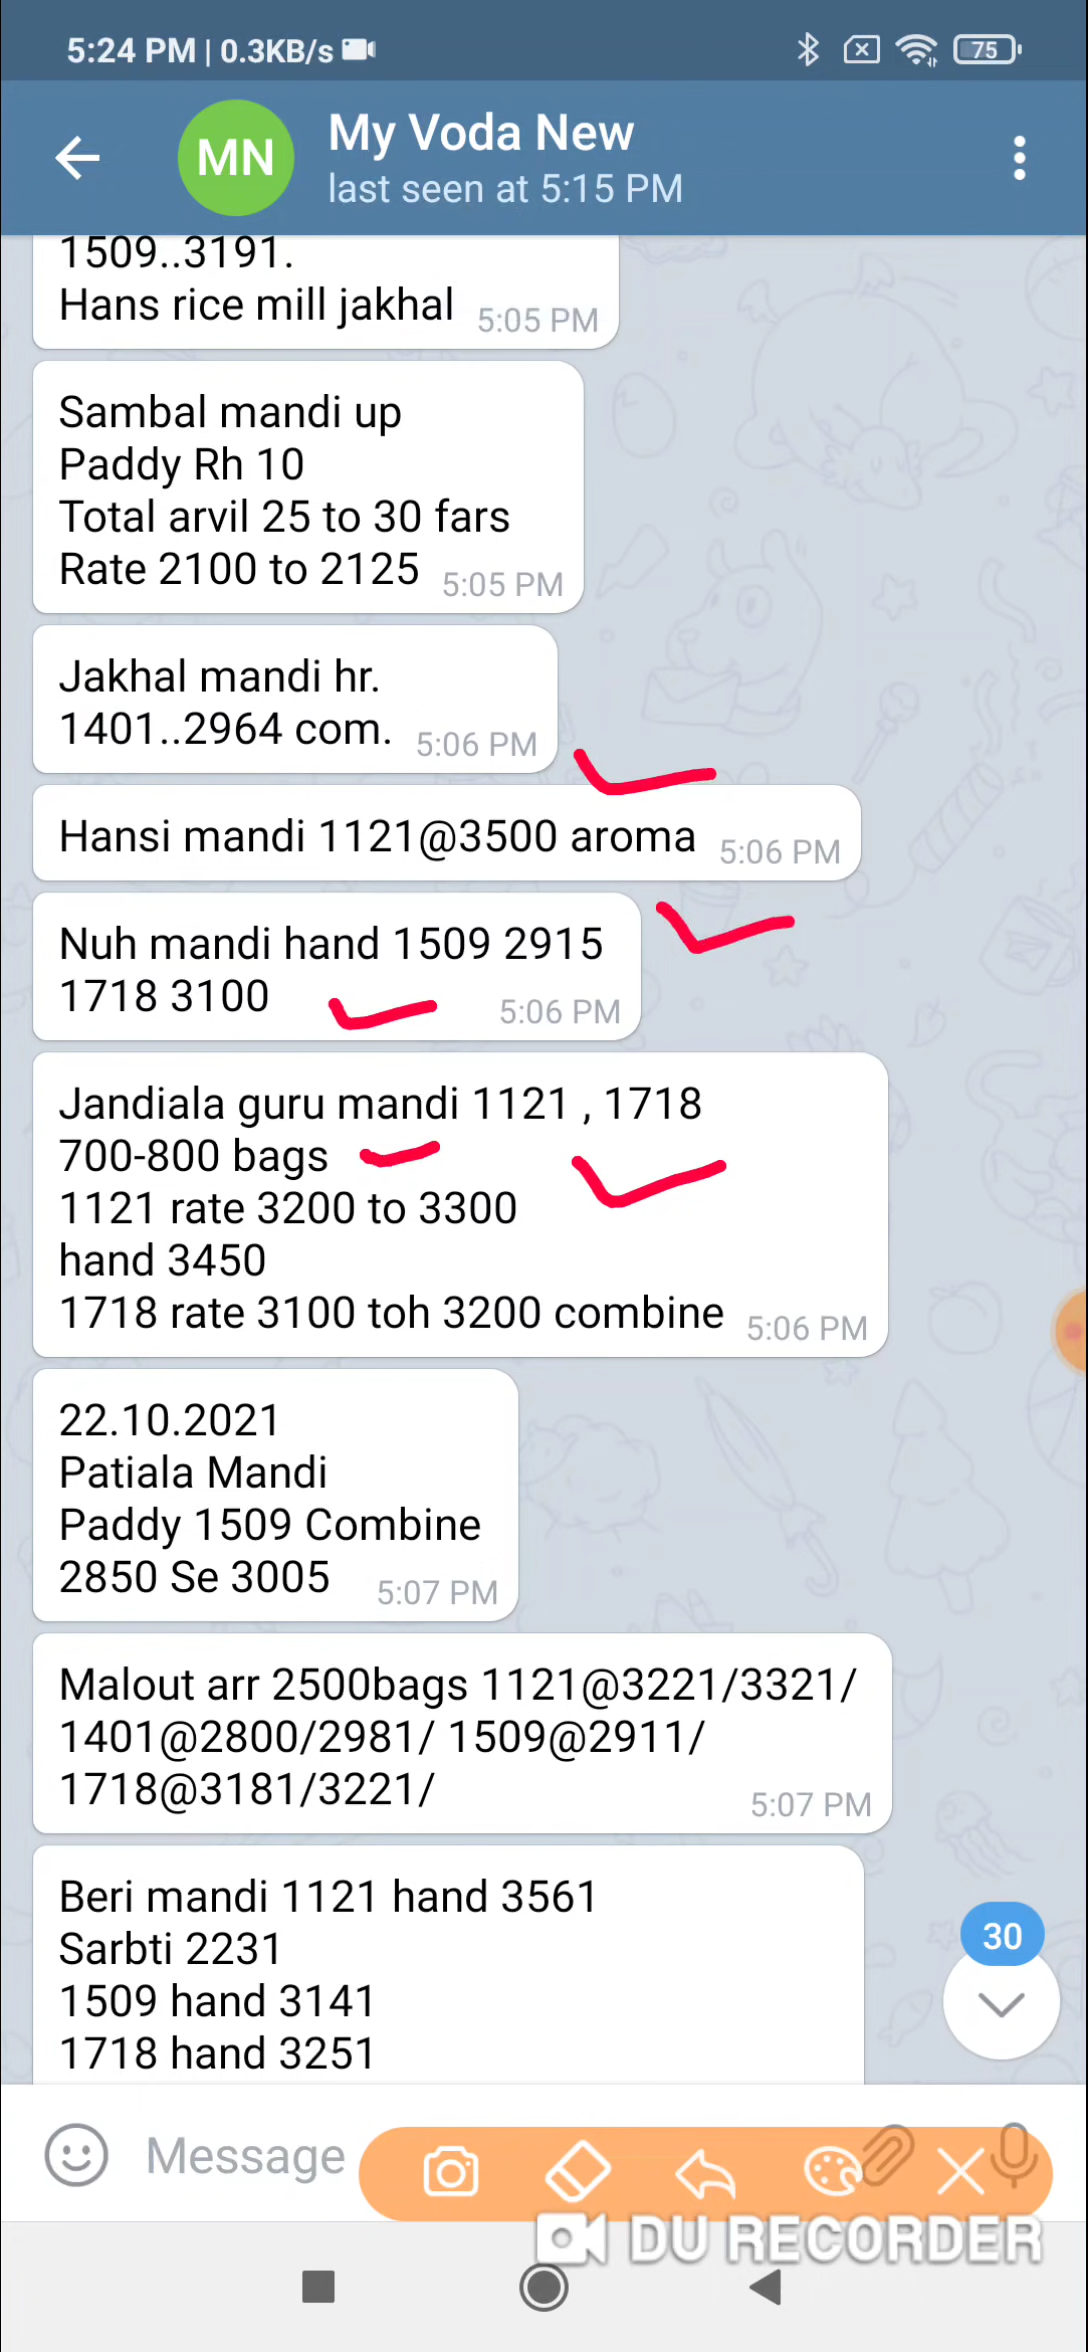 5:24 PM | 0.3KB/s
75
MN
My Voda New
last seen at 5:15 PM
1509..3191.
Hans rice mill jakhal 5:05 PM
Sambal mandi up
Paddy Rh 10
Total arvil 25 to 30 fars
Rate 2100 to 2125 5:05 PM
Jakhal mandi hr.
1401..2964 com. 5:06 PM
Hansi mandi 1121@3500 aroma 5:06 PM
Nuh mandi hand 1509 2915
1718 3100 5:06 PM
Jandiala guru mandi 1121 , 1718
700-800 bags
1121 rate 3200 to 3300
hand 3450
1718 rate 3100 toh 3200 combine 5:06 PM
22.10.2021
Patiala Mandi
Paddy 1509 Combine
2850 Se 3005 5:07 PM
Malout arr 2500bags 1121@3221/3321/
1401@2800/2981/ 1509@2911/
1718@3181/3221/ 5:07 PM
Beri mandi 1121 hand 3561
Sarbti 2231
1509 hand 3141
1718 hand 3251
30
Message
DU RECORDER